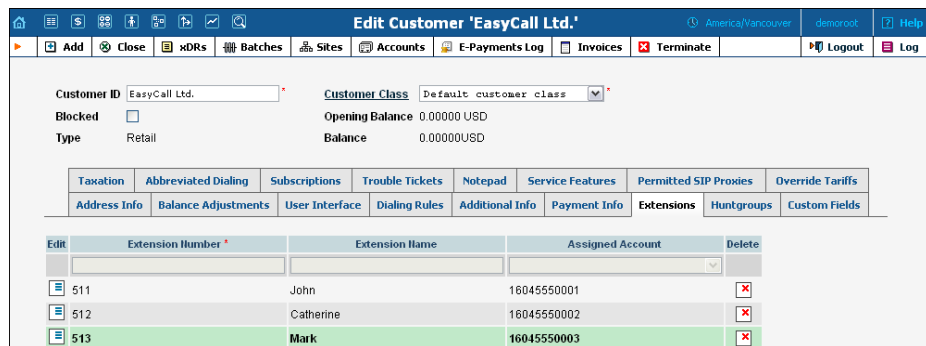 Edit Customer 'EasyCall Ltd.' America/Vancouver demoroot ? Help
Add Close xDRs Batches Sites Accounts E-Payments Log Invoices Terminate Logout Log
Customer ID EasyCall Ltd. * Customer Class Default customer class *
Blocked Opening Balance 0.00000 USD
Type Retail Balance 0.00000USD
Taxation Abbreviated Dialing Subscriptions Trouble Tickets Notepad Service Features Permitted SIP Proxies Override Tariffs
Address Info Balance Adjustments User Interface Dialing Rules Additional Info Payment Info Extensions Huntgroups Custom Fields
Edit Extension Number * Extension Name Assigned Account Delete
511 John 16045550001
512 Catherine 16045550002
513 Mark 16045550003